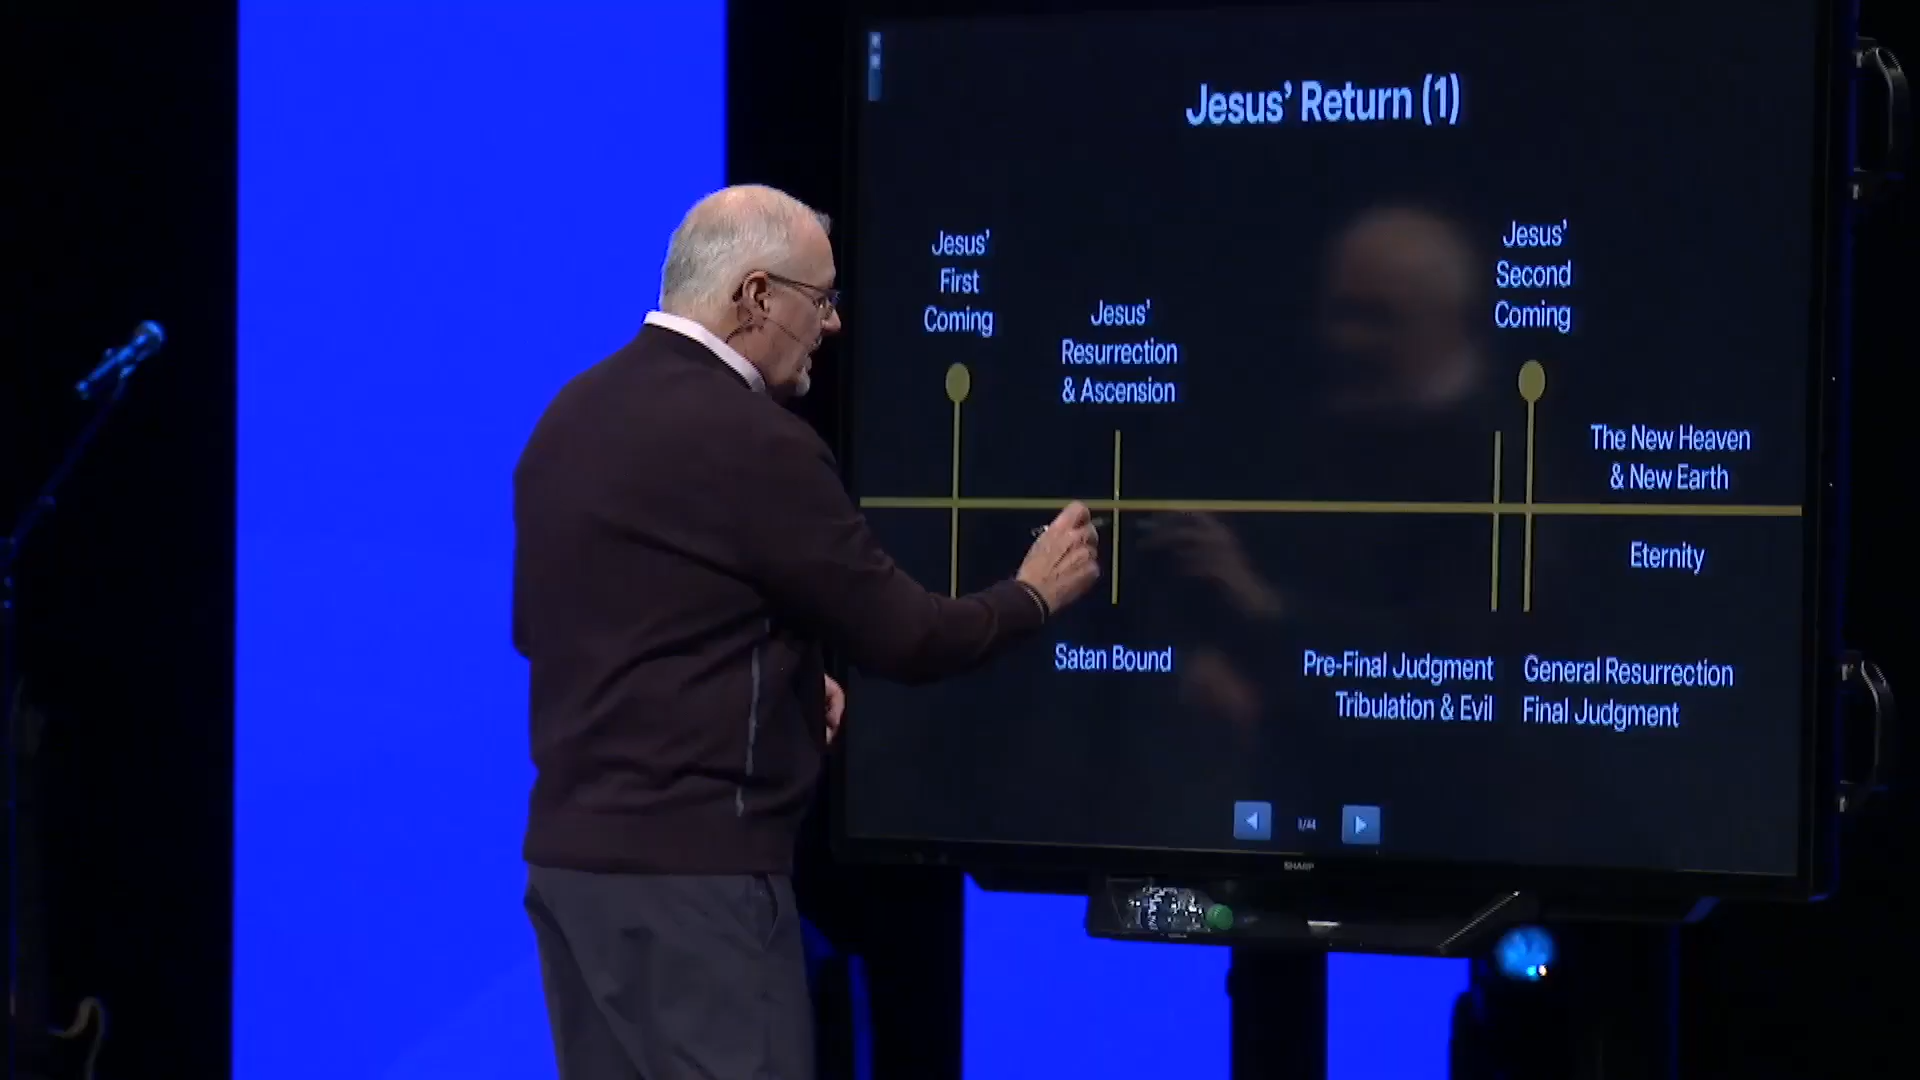 Jesus' Return (1)
Jesus'
First
Coming
Jesus'
Resurrection
& Ascension
Jesus'
Second
Coming
The New Heaven
& New Earth
Eternity
Satan Bound
Pre-Final Judgment
Tribulation & Evil
General Resurrection
Final Judgment
SHARP